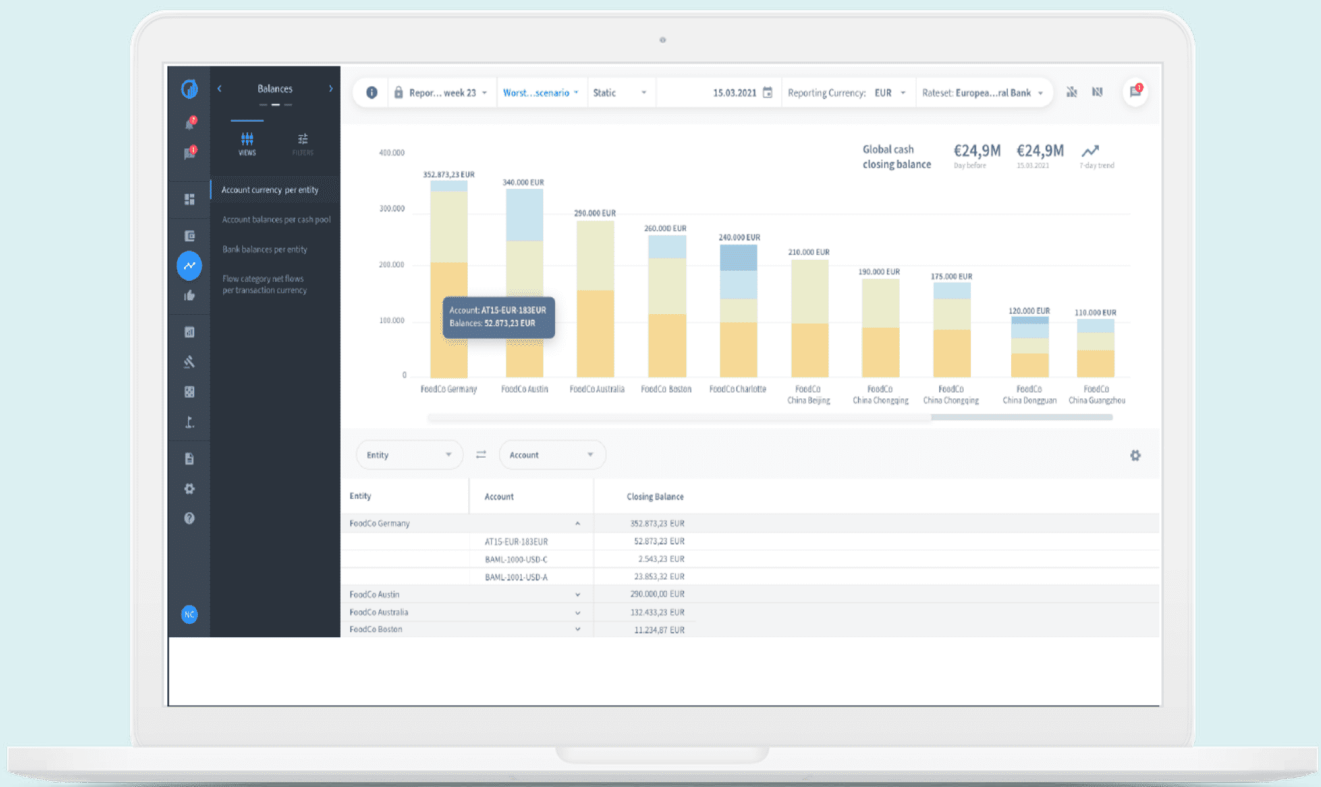 Balances
VIEWS
FILTERS
Account currency per entity
Account balances per cash pool
Bank balances per entity
Flow category net flows
per transaction currency
NC
Repor... week 23
Worst...scenario
Static
15.03.2021
Reporting Currency: EUR
Rateset: Europea...ral Bank
Global cash
closing balance
€24,9M
Day before
€24,9M
15.03.2021
7-day trend
400.000
300.000
200.000
100.000
0
352.873,23 EUR
340.000 EUR
290.000 EUR
260.000 EUR
240.000 EUR
210.000 EUR
190.000 EUR
175.000 EUR
120.000 EUR
110.000 EUR
Account: AT15-EUR-183EUR
Balances: 52.873,23 EUR
FoodCo Germany
FoodCo Austin
FoodCo Australia
FoodCo Boston
FoodCo Charlotte
FoodCo
China Beijing
FoodCo
China Chongqing
FoodCo
China Chongqing
FoodCo
China Dongguan
FoodCo
China Guangzhou
Entity
Account
Entity Account Closing Balance
FoodCo Germany 352.873,23 EUR
AT15-EUR-183EUR 52.873,23 EUR
BAML-1000-USD-C 2.543,23 EUR
BAML-1001-USD-A 23.853,32 EUR
FoodCo Austin 290.000,00 EUR
FoodCo Australia 132.433,23 EUR
FoodCo Boston 11.234,87 EUR